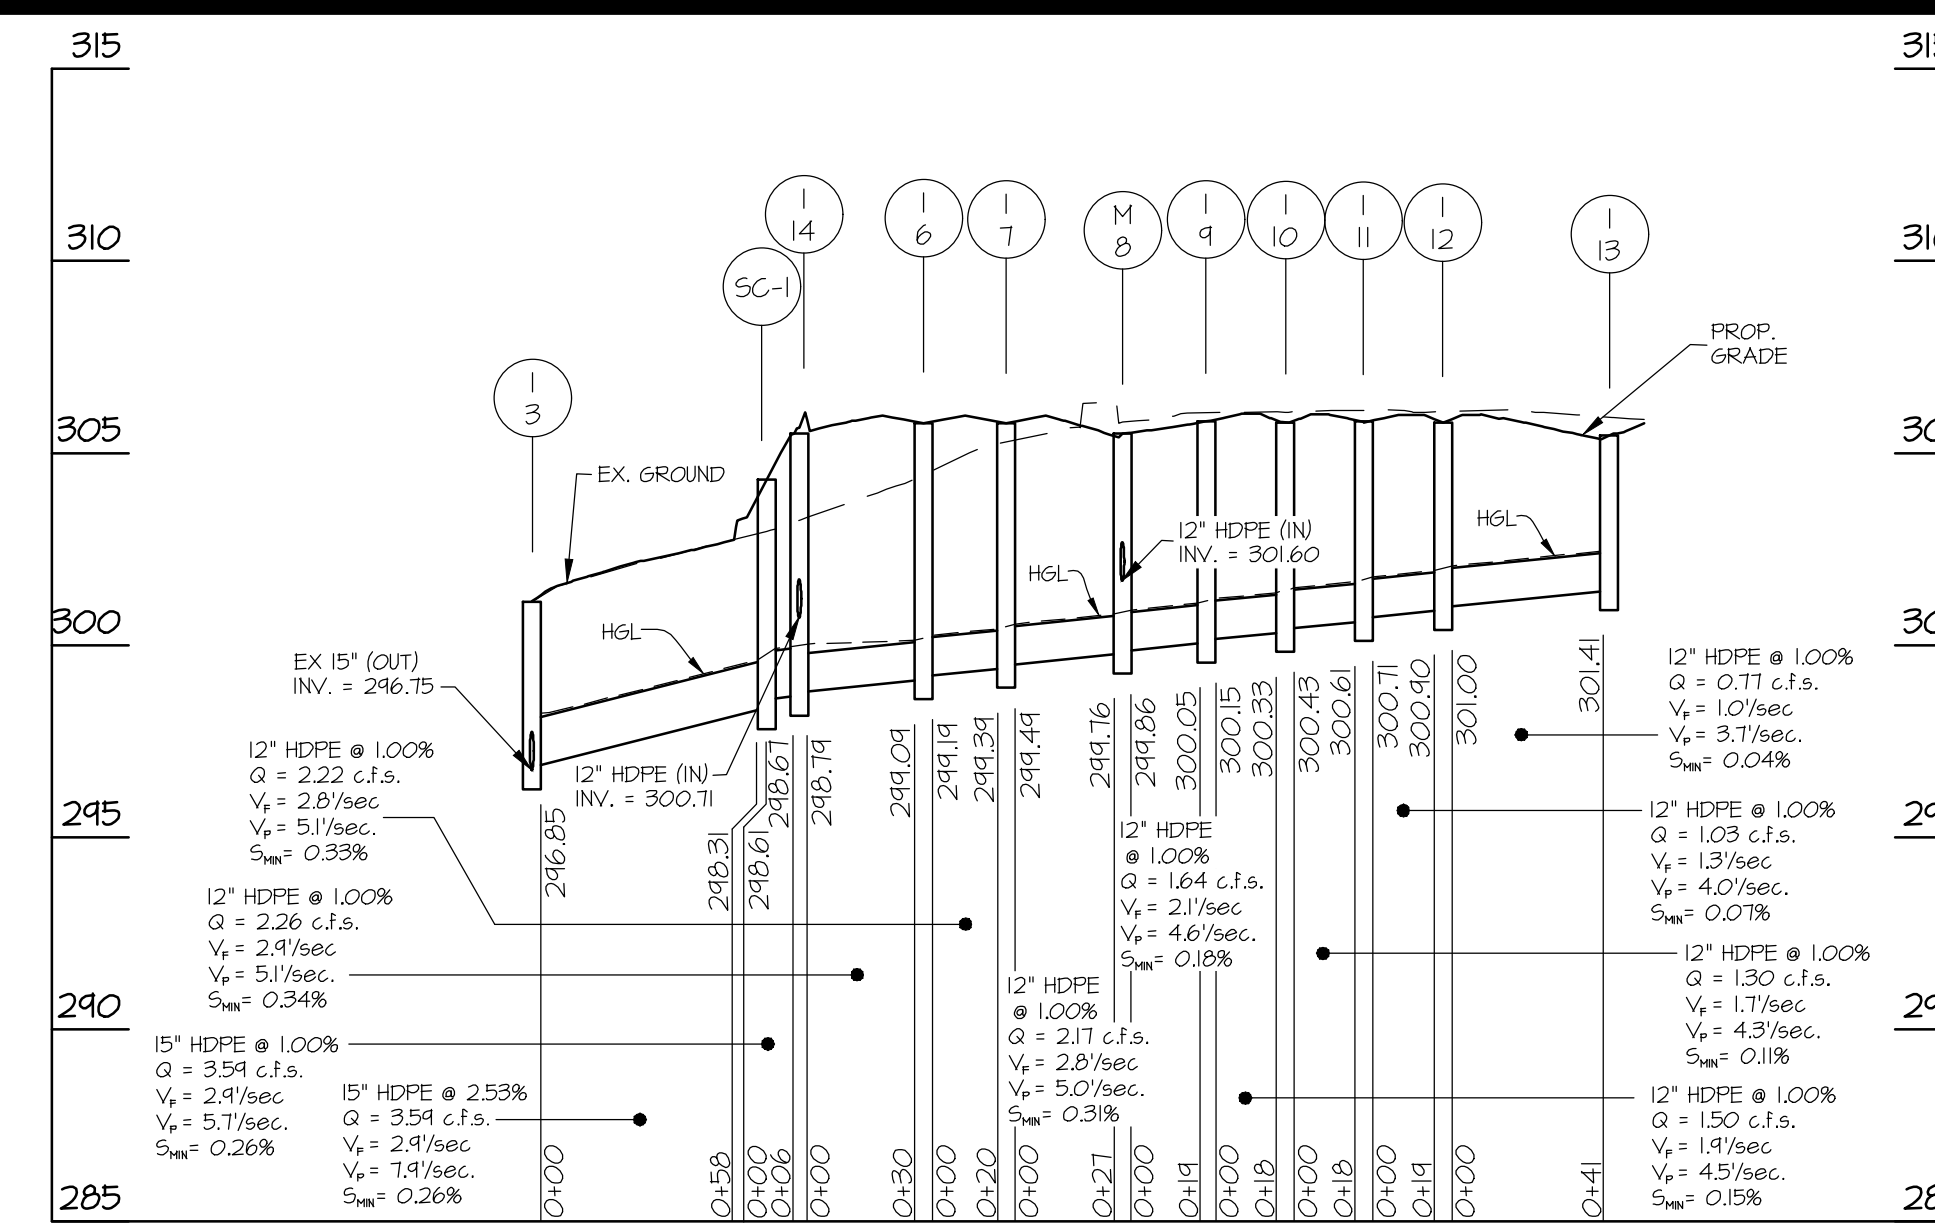 315
310
305
300
295
290
285
I
3
SC-1
I
14
I
6
I
7
M
8
I
9
I
10
I
11
I
12
I
13
PROP.
GRADE
EX. GROUND
HGL
HGL
HGL
12" HDPE (IN)
INV. = 301.60
EX 15" (OUT)
INV. = 296.75
12" HDPE (IN)
INV. = 300.71
12" HDPE @ 1.00%
Q = 2.22 c.f.s.
VF = 2.8'/sec
VP = 5.1'/sec.
SMIN= 0.33%
12" HDPE @ 1.00%
Q = 2.26 c.f.s.
VF = 2.9'/sec
VP = 5.1'/sec.
SMIN= 0.34%
15" HDPE @ 1.00%
Q = 3.59 c.f.s.
VF = 2.9'/sec
VP = 5.7'/sec.
SMIN= 0.26%
15" HDPE @ 2.53%
Q = 3.59 c.f.s.
VF = 2.9'/sec
VP = 7.9'/sec.
SMIN= 0.26%
12" HDPE
@ 1.00%
Q = 2.17 c.f.s.
VF = 2.8'/sec
VP = 5.0'/sec.
SMIN= 0.31%
12" HDPE
@ 1.00%
Q = 1.64 c.f.s.
VF = 2.1'/sec
VP = 4.6'/sec.
SMIN= 0.18%
12" HDPE @ 1.00%
Q = 0.77 c.f.s.
VF = 1.0'/sec
VP = 3.7'/sec.
SMIN= 0.04%
12" HDPE @ 1.00%
Q = 1.03 c.f.s.
VF = 1.3'/sec
VP = 4.0'/sec.
SMIN= 0.07%
12" HDPE @ 1.00%
Q = 1.30 c.f.s.
VF = 1.7'/sec
VP = 4.3'/sec.
SMIN= 0.11%
12" HDPE @ 1.00%
Q = 1.50 c.f.s.
VF = 1.9'/sec
VP = 4.5'/sec.
SMIN= 0.15%
296.85
298.31
298.61
298.67
298.79
299.09
299.19
299.39
299.49
299.76
299.86
300.05
300.15
300.33
300.43
300.61
300.71
300.90
301.00
301.41
0+00
0+58
0+00
0+06
0+00
0+30
0+00
0+20
0+00
0+27
0+00
0+19
0+00
0+18
0+00
0+18
0+00
0+19
0+00
0+41